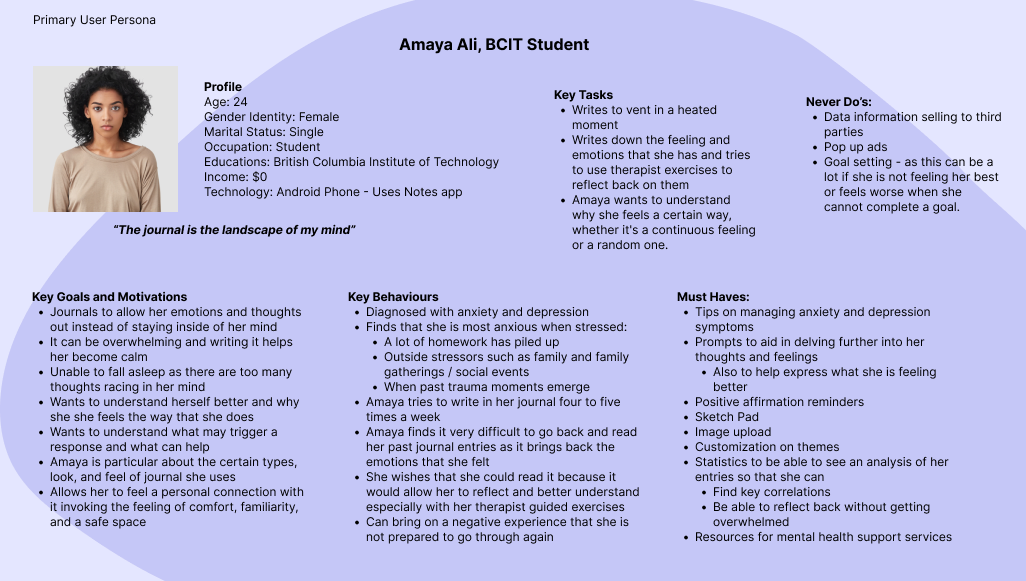 Primary User Persona
Amaya Ali, BCIT Student
Profile
Age: 24
Gender Identity: Female
Marital Status: Single
Occupation: Student
Educations: British Columbia Institute of Technology
Income: $0
Technology: Android Phone - Uses Notes app
“The journal is the landscape of my mind”
Key Tasks
• Writes to vent in a heated
moment
• Writes down the feeling and
emotions that she has and tries
to use therapist exercises to
reflect back on them
• Amaya wants to understand
why she feels a certain way,
whether it's a continuous feeling
or a random one.
Never Do’s:
• Data information selling to third
parties
• Pop up ads
• Goal setting - as this can be a
lot if she is not feeling her best
or feels worse when she
cannot complete a goal.
Key Goals and Motivations
• Journals to allow her emotions and thoughts
out instead of staying inside of her mind
• It can be overwhelming and writing it helps
her become calm
• Unable to fall asleep as there are too many
thoughts racing in her mind
• Wants to understand herself better and why
she she feels the way that she does
• Wants to understand what may trigger a
response and what can help
• Amaya is particular about the certain types,
look, and feel of journal she uses
• Allows her to feel a personal connection with
it invoking the feeling of comfort, familiarity,
and a safe space
Key Behaviours
• Diagnosed with anxiety and depression
• Finds that she is most anxious when stressed:
• A lot of homework has piled up
• Outside stressors such as family and family
gatherings / social events
• When past trauma moments emerge
• Amaya tries to write in her journal four to five
times a week
• Amaya finds it very difficult to go back and read
her past journal entries as it brings back the
emotions that she felt
• She wishes that she could read it because it
would allow her to reflect and better understand
especially with her therapist guided exercises
• Can bring on a negative experience that she is
not prepared to go through again
Must Haves:
• Tips on managing anxiety and depression
symptoms
• Prompts to aid in delving further into her
thoughts and feelings
• Also to help express what she is feeling
better
• Positive affirmation reminders
• Sketch Pad
• Image upload
• Customization on themes
• Statistics to be able to see an analysis of her
entries so that she can
• Find key correlations
• Be able to reflect back without getting
overwhelmed
• Resources for mental health support services